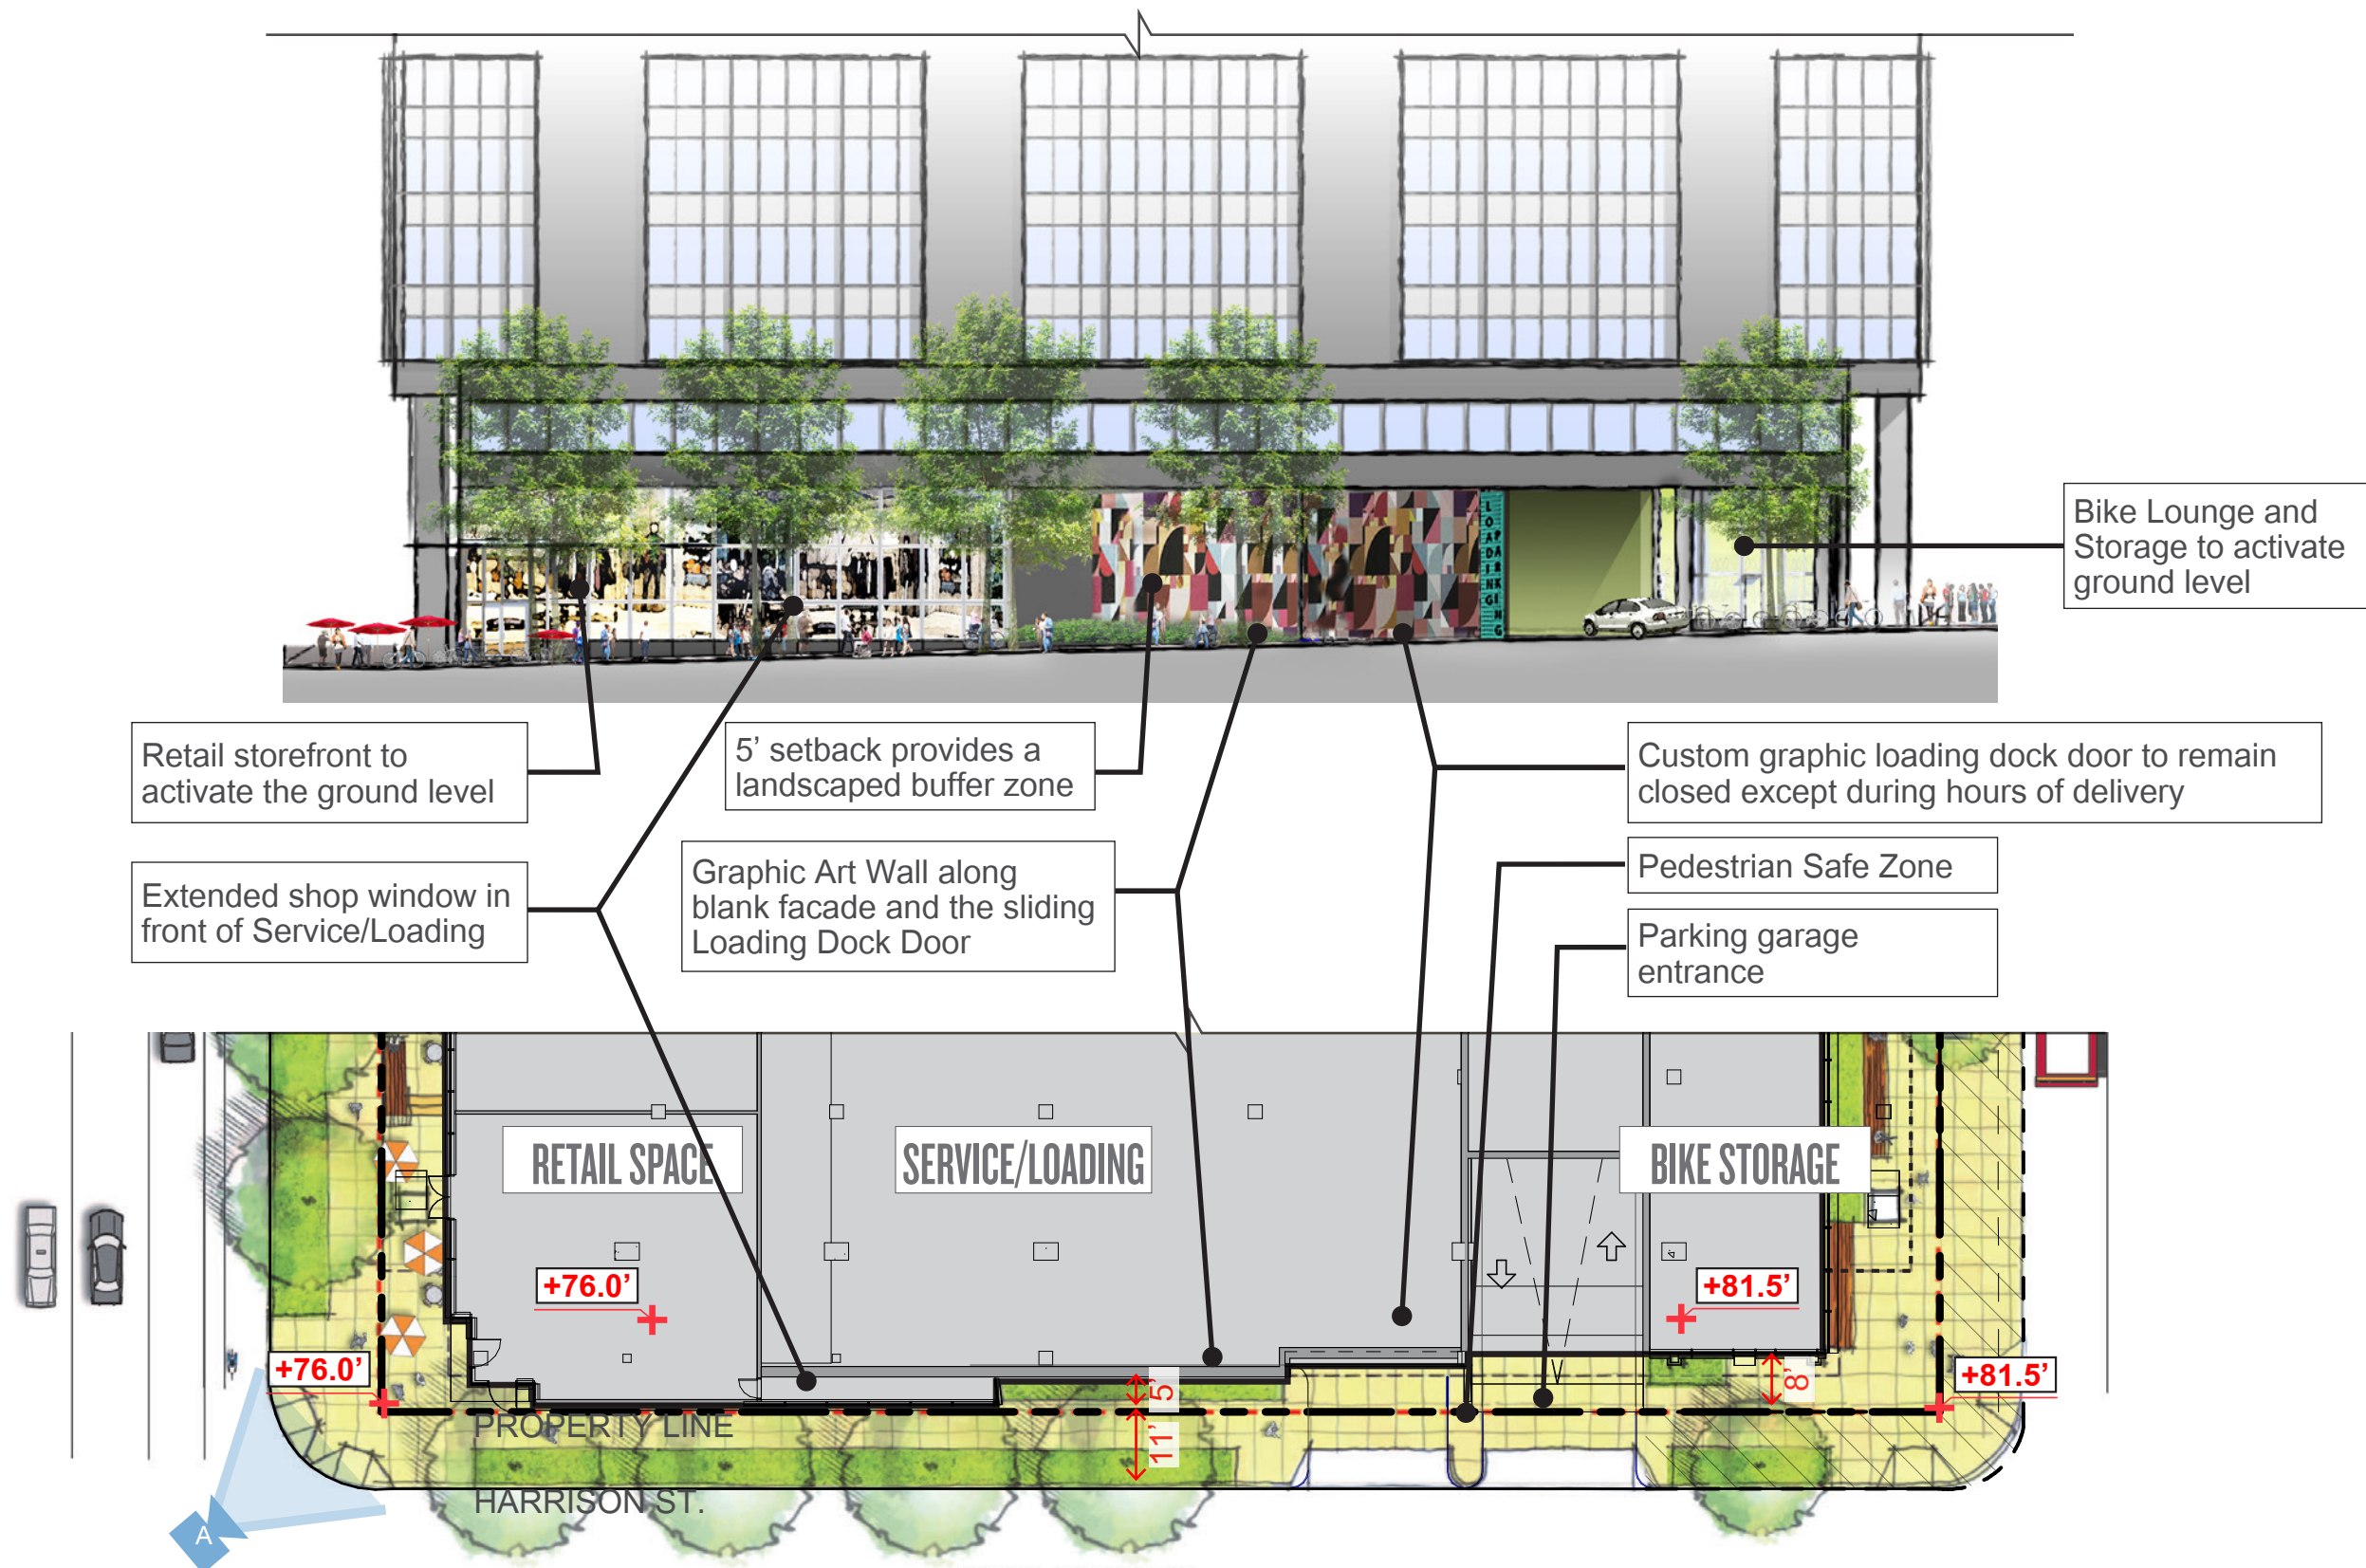 LOADING
PARKING
Bike Lounge and
Storage to activate
ground level
Retail storefront to
activate the ground level
5’ setback provides a
landscaped buffer zone
Custom graphic loading dock door to remain
closed except during hours of delivery
Extended shop window in
front of Service/Loading
Graphic Art Wall along
blank facade and the sliding
Loading Dock Door
Pedestrian Safe Zone
Parking garage
entrance
RETAIL SPACE
SERVICE/LOADING
BIKE STORAGE
+76.0’
+81.5’
+76.0’
+81.5’
5’
8’
11’
PROPERTY LINE
HARRISON ST.
A